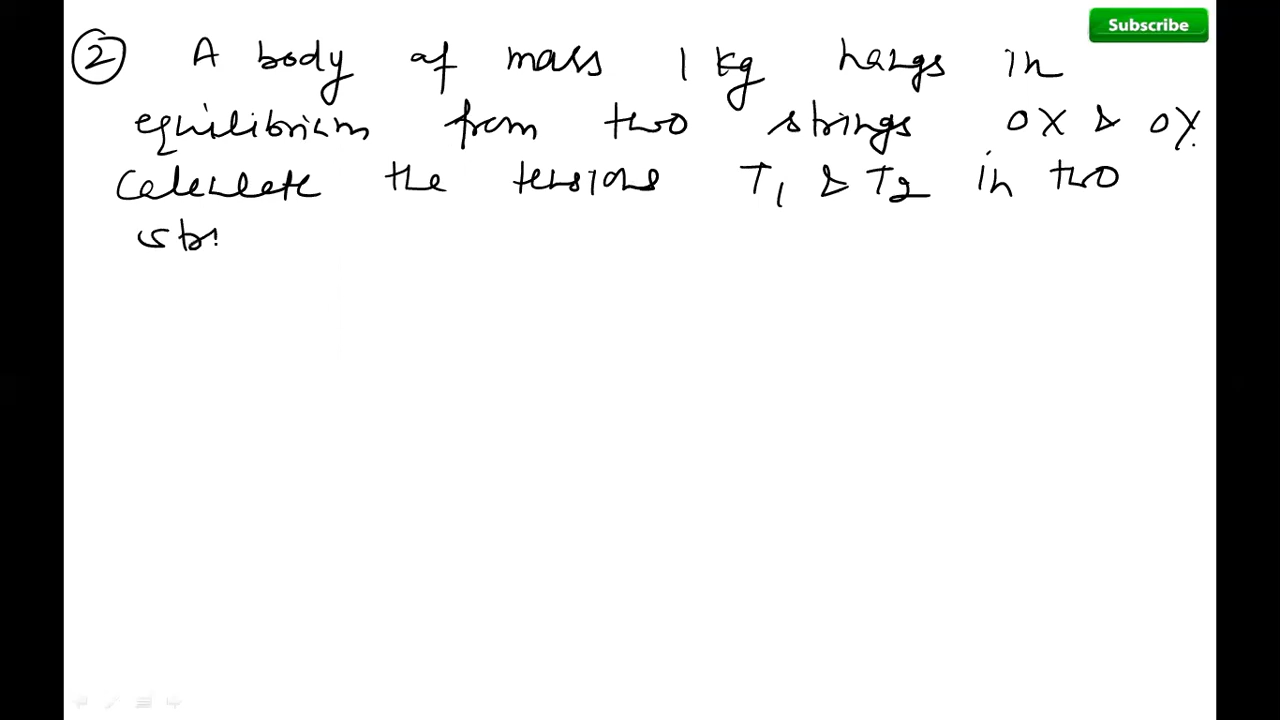 Subscribe
② A body of mass 1 kg hangs in
equilibrium from two strings OX & OY.
Calculate the tensions T1 & T2 in two
stri